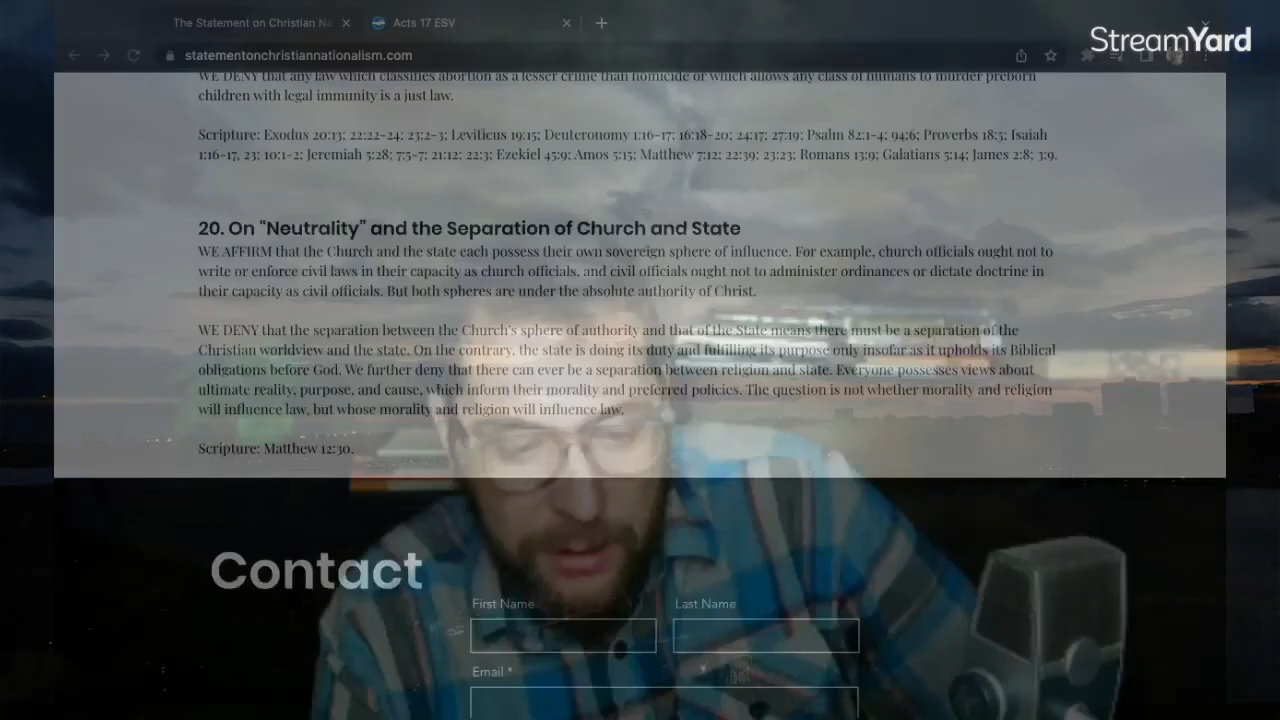 The Statement on Christian Na
Acts 17 ESV
StreamYard
statementonchristiannationalism.com
WE DENY that any law which classifies abortion as a lesser crime than homicide or which allows any class of humans to murder preborn
children with legal immunity is a just law.
Scripture: Exodus 20:13; 22:22-24; 23:2-3; Leviticus 19:15; Deuteronomy 1:16-17; 16:18-20; 24:17; 27:19; Psalm 82:1-4; 94:6; Proverbs 18:5; Isaiah
1:16-17, 23; 10:1-2; Jeremiah 5:28; 7:5-7; 21:12; 22:3; Ezekiel 45:9; Amos 5:15; Matthew 7:12; 22:39; 23:23; Romans 13:9; Galatians 5:14; James 2:8; 3:9.
20. On "Neutrality" and the Separation of Church and State
WE AFFIRM that the Church and the state each possess their own sovereign sphere of influence. For example, church officials ought not to
write or enforce civil laws in their capacity as church officials, and civil officials ought not to administer ordinances or dictate doctrine in
their capacity as civil officials. But both spheres are under the absolute authority of Christ.
WE DENY that the separation between the Church's sphere of authority and that of the State means there must be a separation of the
Christian worldview and the state. On the contrary, the state is doing its duty and fulfilling its purpose only insofar as it upholds its Biblical
obligations before God. We further deny that there can ever be a separation between religion and state. Everyone possesses views about
ultimate reality, purpose, and cause, which inform their morality and preferred policies. The question is not whether morality and religion
will influence law, but whose morality and religion will influence law.
Scripture: Matthew 12:30.
Contact
First Name
Last Name
Email *